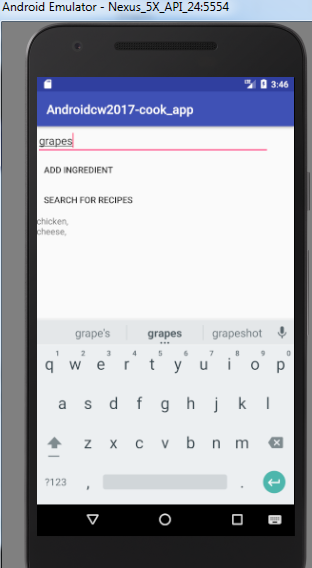 Android Emulator - Nexus_5X_API_24:5554
3:46
Androidcw2017-cook_app
grapes
ADD INGREDIENT
SEARCH FOR RECIPES
chicken,
cheese,
grape's grapes grapeshot
1 2 3 4 5 6 7 8 9 0
q w e r t y u i o p
a s d f g h j k l
z x c v b n m
?123 , .